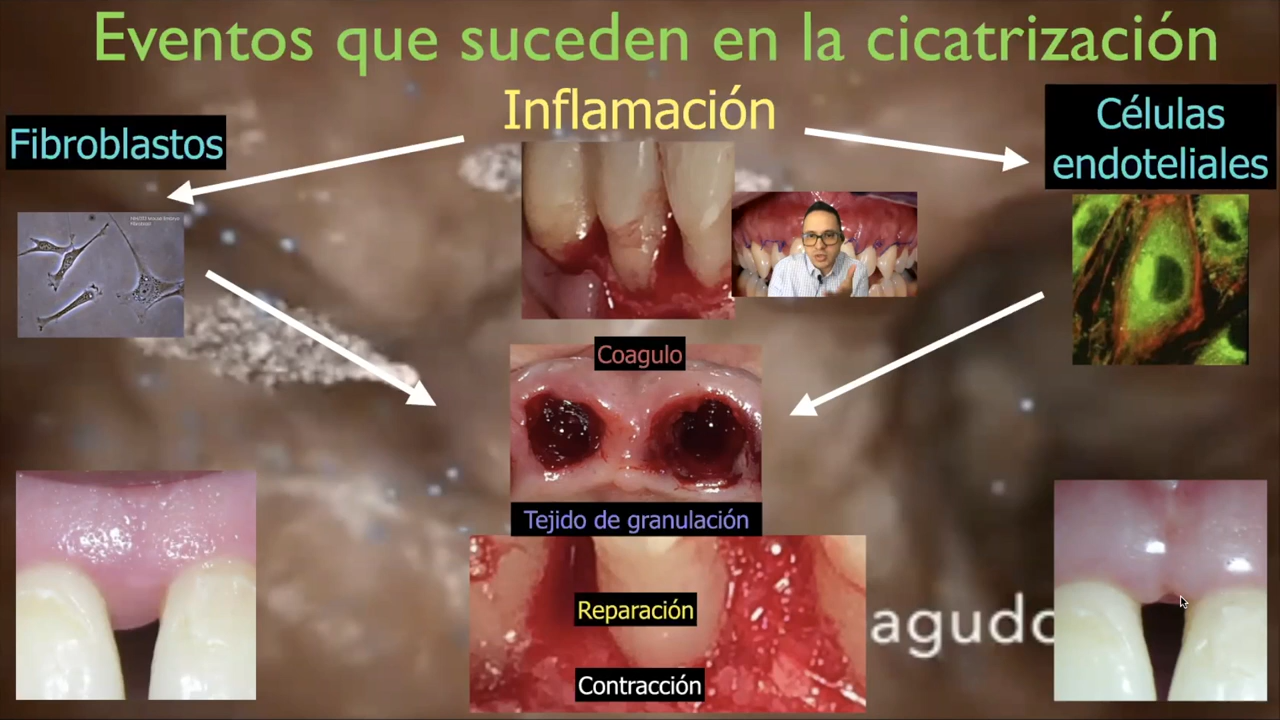 Eventos que suceden en la cicatrización
Inflamación
Fibroblastos
Células
endoteliales
Coagulo
Tejido de granulación
Reparación
Contracción
agudo